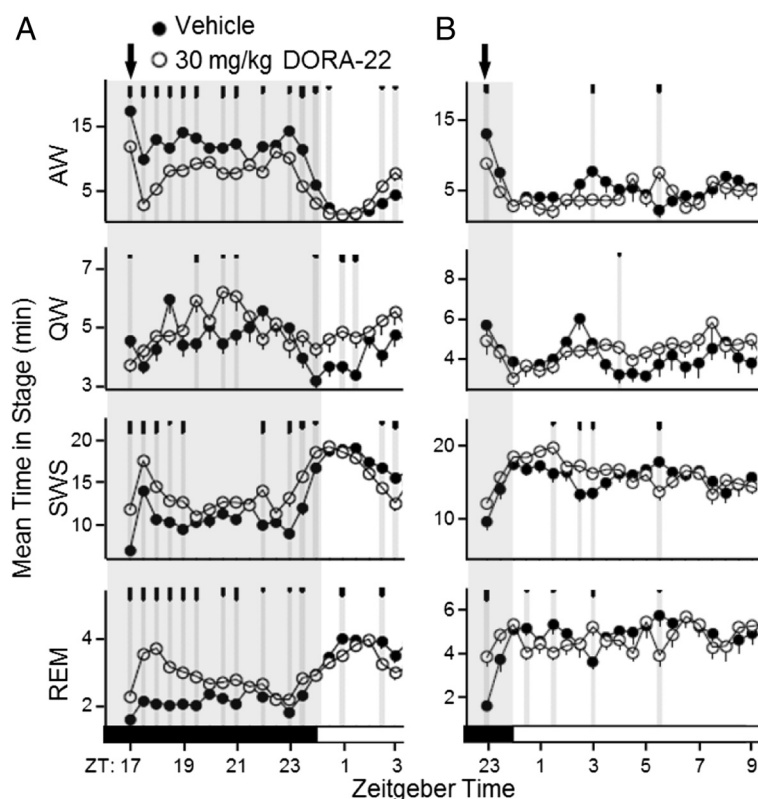 A
B
Vehicle
30 mg/kg DORA-22
Mean Time in Stage (min)
AW
15
5
15
5
QW
7
5
3
8
6
4
SWS
20
15
10
20
10
REM
4
2
6
4
2
ZT: 17 19 21 23 1 3
23 1 3 5 7 9
Zeitgeber Time